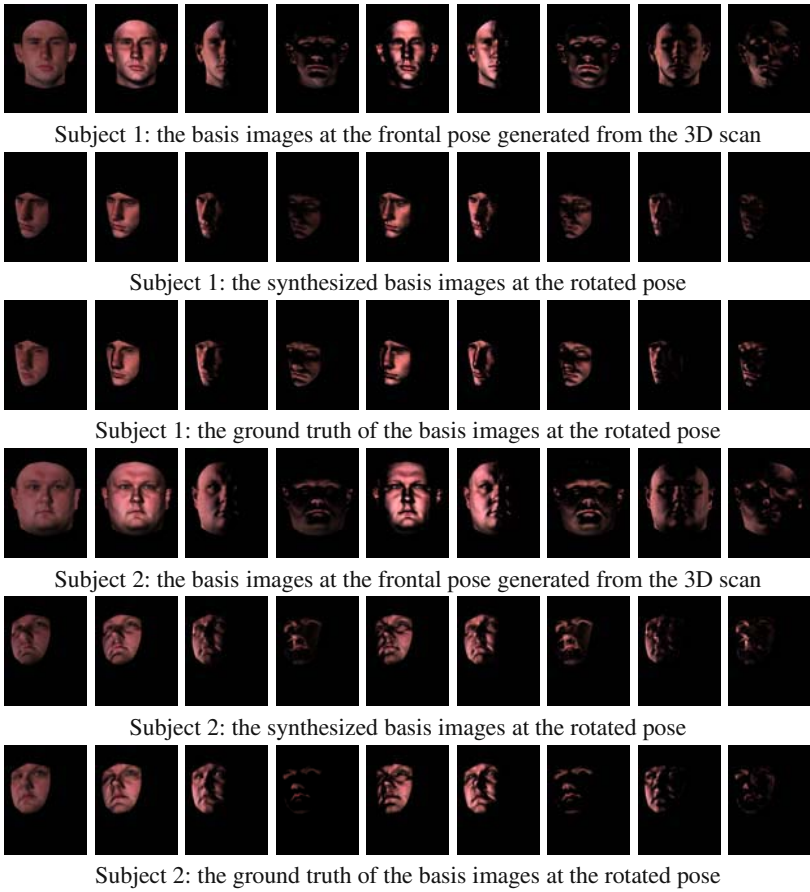 Subject 1: the basis images at the frontal pose generated from the 3D scan
Subject 1: the synthesized basis images at the rotated pose
Subject 1: the ground truth of the basis images at the rotated pose
Subject 2: the basis images at the frontal pose generated from the 3D scan
Subject 2: the synthesized basis images at the rotated pose
Subject 2: the ground truth of the basis images at the rotated pose